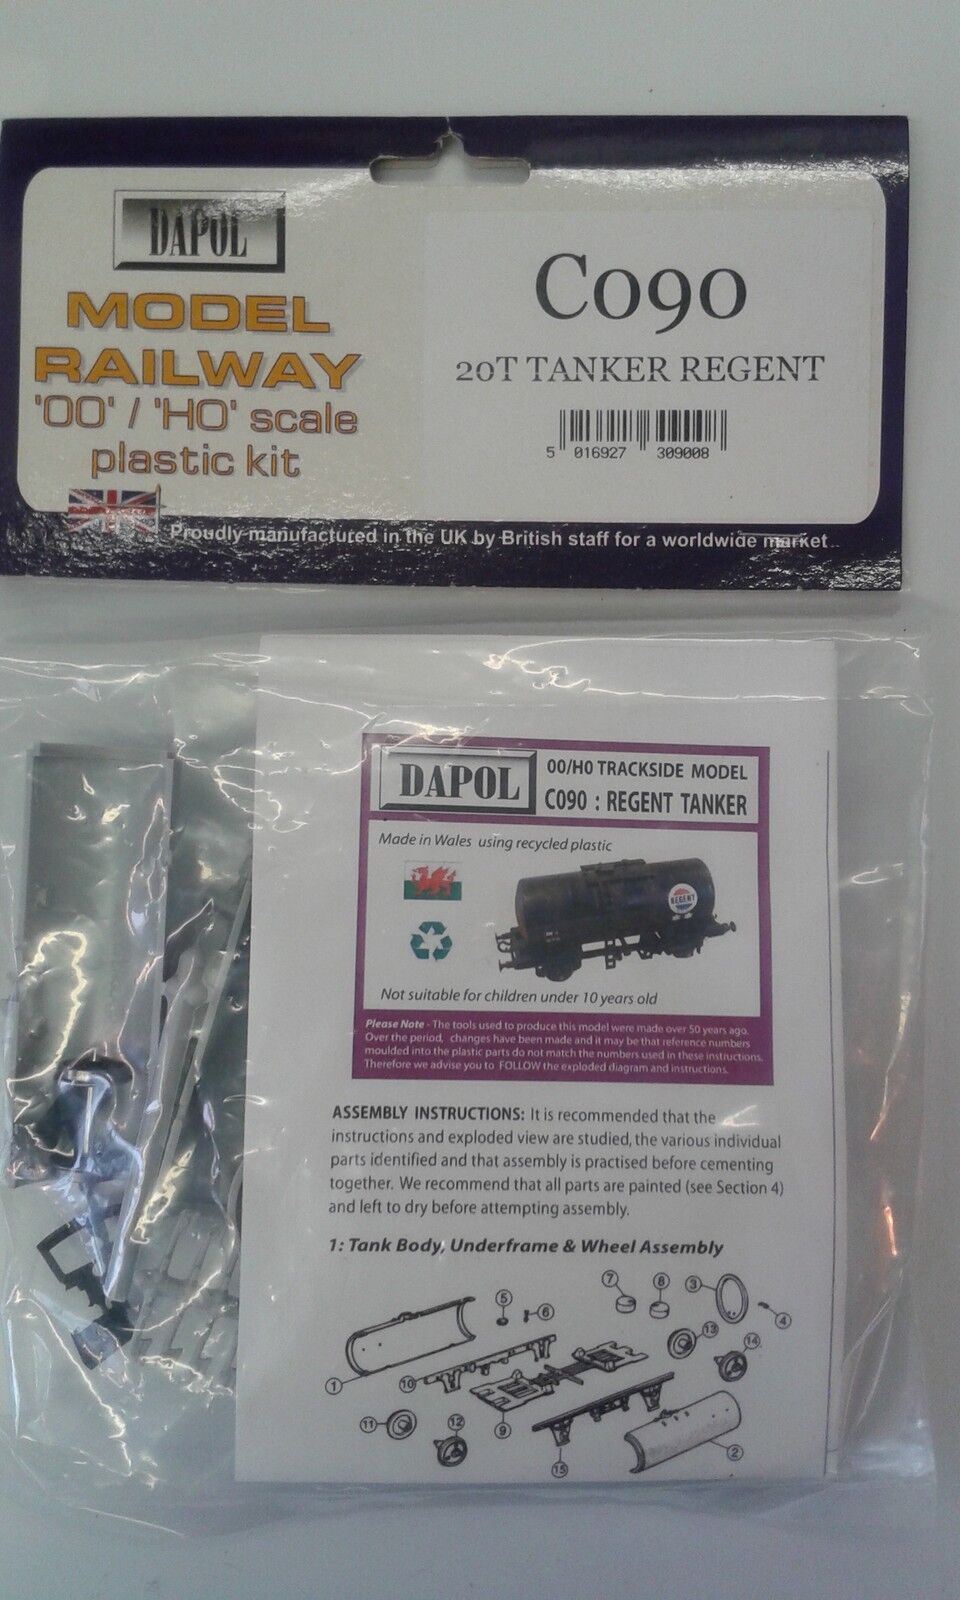 DAPOL
MODEL
RAILWAY
'OO' / 'HO' scale
plastic kit
C090
20T TANKER REGENT
5 016927 309008
Proudly manufactured in the UK by British staff for a worldwide market
DAPOL
00/H0 TRACKSIDE MODEL
C090 : REGENT TANKER
Made in Wales using recycled plastic
REGENT
Not suitable for children under 10 years old
Please Note - The tools used to produce this model were made over 50 years ago.
Over the period, changes have been made and it may be that reference numbers
moulded into the plastic parts do not match the numbers used in these instructions.
Therefore we advise you to FOLLOW the exploded diagram and instructions.
ASSEMBLY INSTRUCTIONS: It is recommended that the
instructions and exploded view are studied, the various individual
parts identified and that assembly is practised before cementing
together. We recommend that all parts are painted (see Section 4)
and left to dry before attempting assembly.
1: Tank Body, Underframe & Wheel Assembly
7 8 3
5 6 4
13 14
1 10
11 12 9
15 2